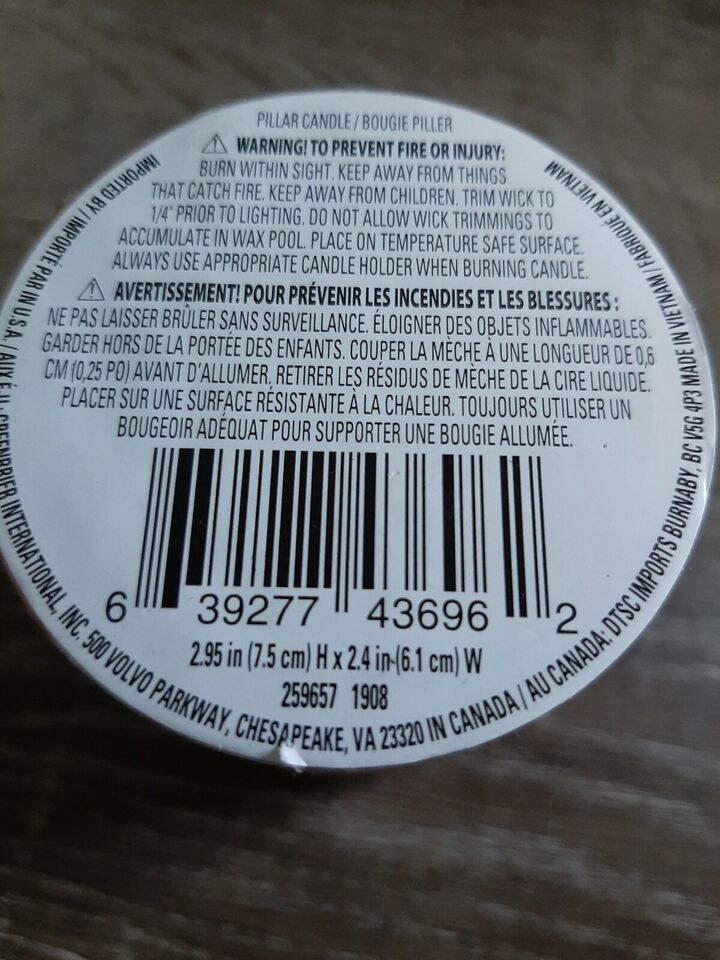 PILLAR CANDLE / BOUGIE PILLER
WARNING! TO PREVENT FIRE OR INJURY:
BURN WITHIN SIGHT. KEEP AWAY FROM THINGS
THAT CATCH FIRE. KEEP AWAY FROM CHILDREN. TRIM WICK TO
1/4" PRIOR TO LIGHTING. DO NOT ALLOW WICK TRIMMINGS TO
ACCUMULATE IN WAX POOL. PLACE ON TEMPERATURE SAFE SURFACE.
ALWAYS USE APPROPRIATE CANDLE HOLDER WHEN BURNING CANDLE.
AVERTISSEMENT! POUR PRÉVENIR LES INCENDIES ET LES BLESSURES :
NE PAS LAISSER BRÛLER SANS SURVEILLANCE. ÉLOIGNER DES OBJETS INFLAMMABLES.
GARDER HORS DE LA PORTÉE DES ENFANTS. COUPER LA MÈCHE À UNE LONGUEUR DE 0,6
CM (0,25 PO) AVANT D'ALLUMER. RETIRER LES RÉSIDUS DE MÈCHE DE LA CIRE LIQUIDE.
PLACER SUR UNE SURFACE RÉSISTANTE À LA CHALEUR. TOUJOURS UTILISER UN
BOUGEOIR ADÉQUAT POUR SUPPORTER UNE BOUGIE ALLUMÉE.
6 39277 43696 2
2.95 in (7.5 cm) H x 2.4 in (6.1 cm) W
259657 1908
IMPORTED BY / IMPORTÉ PAR IN U.S.A. / AUX É.U.: GREENBRIER INTERNATIONAL, INC. 500 VOLVO PARKWAY, CHESAPEAKE, VA 23320 IN CANADA / AU CANADA: DTSC IMPORTS BURNABY, BC V5G 4P3 MADE IN VIETNAM / FABRIQUÉ EN VIETNAM